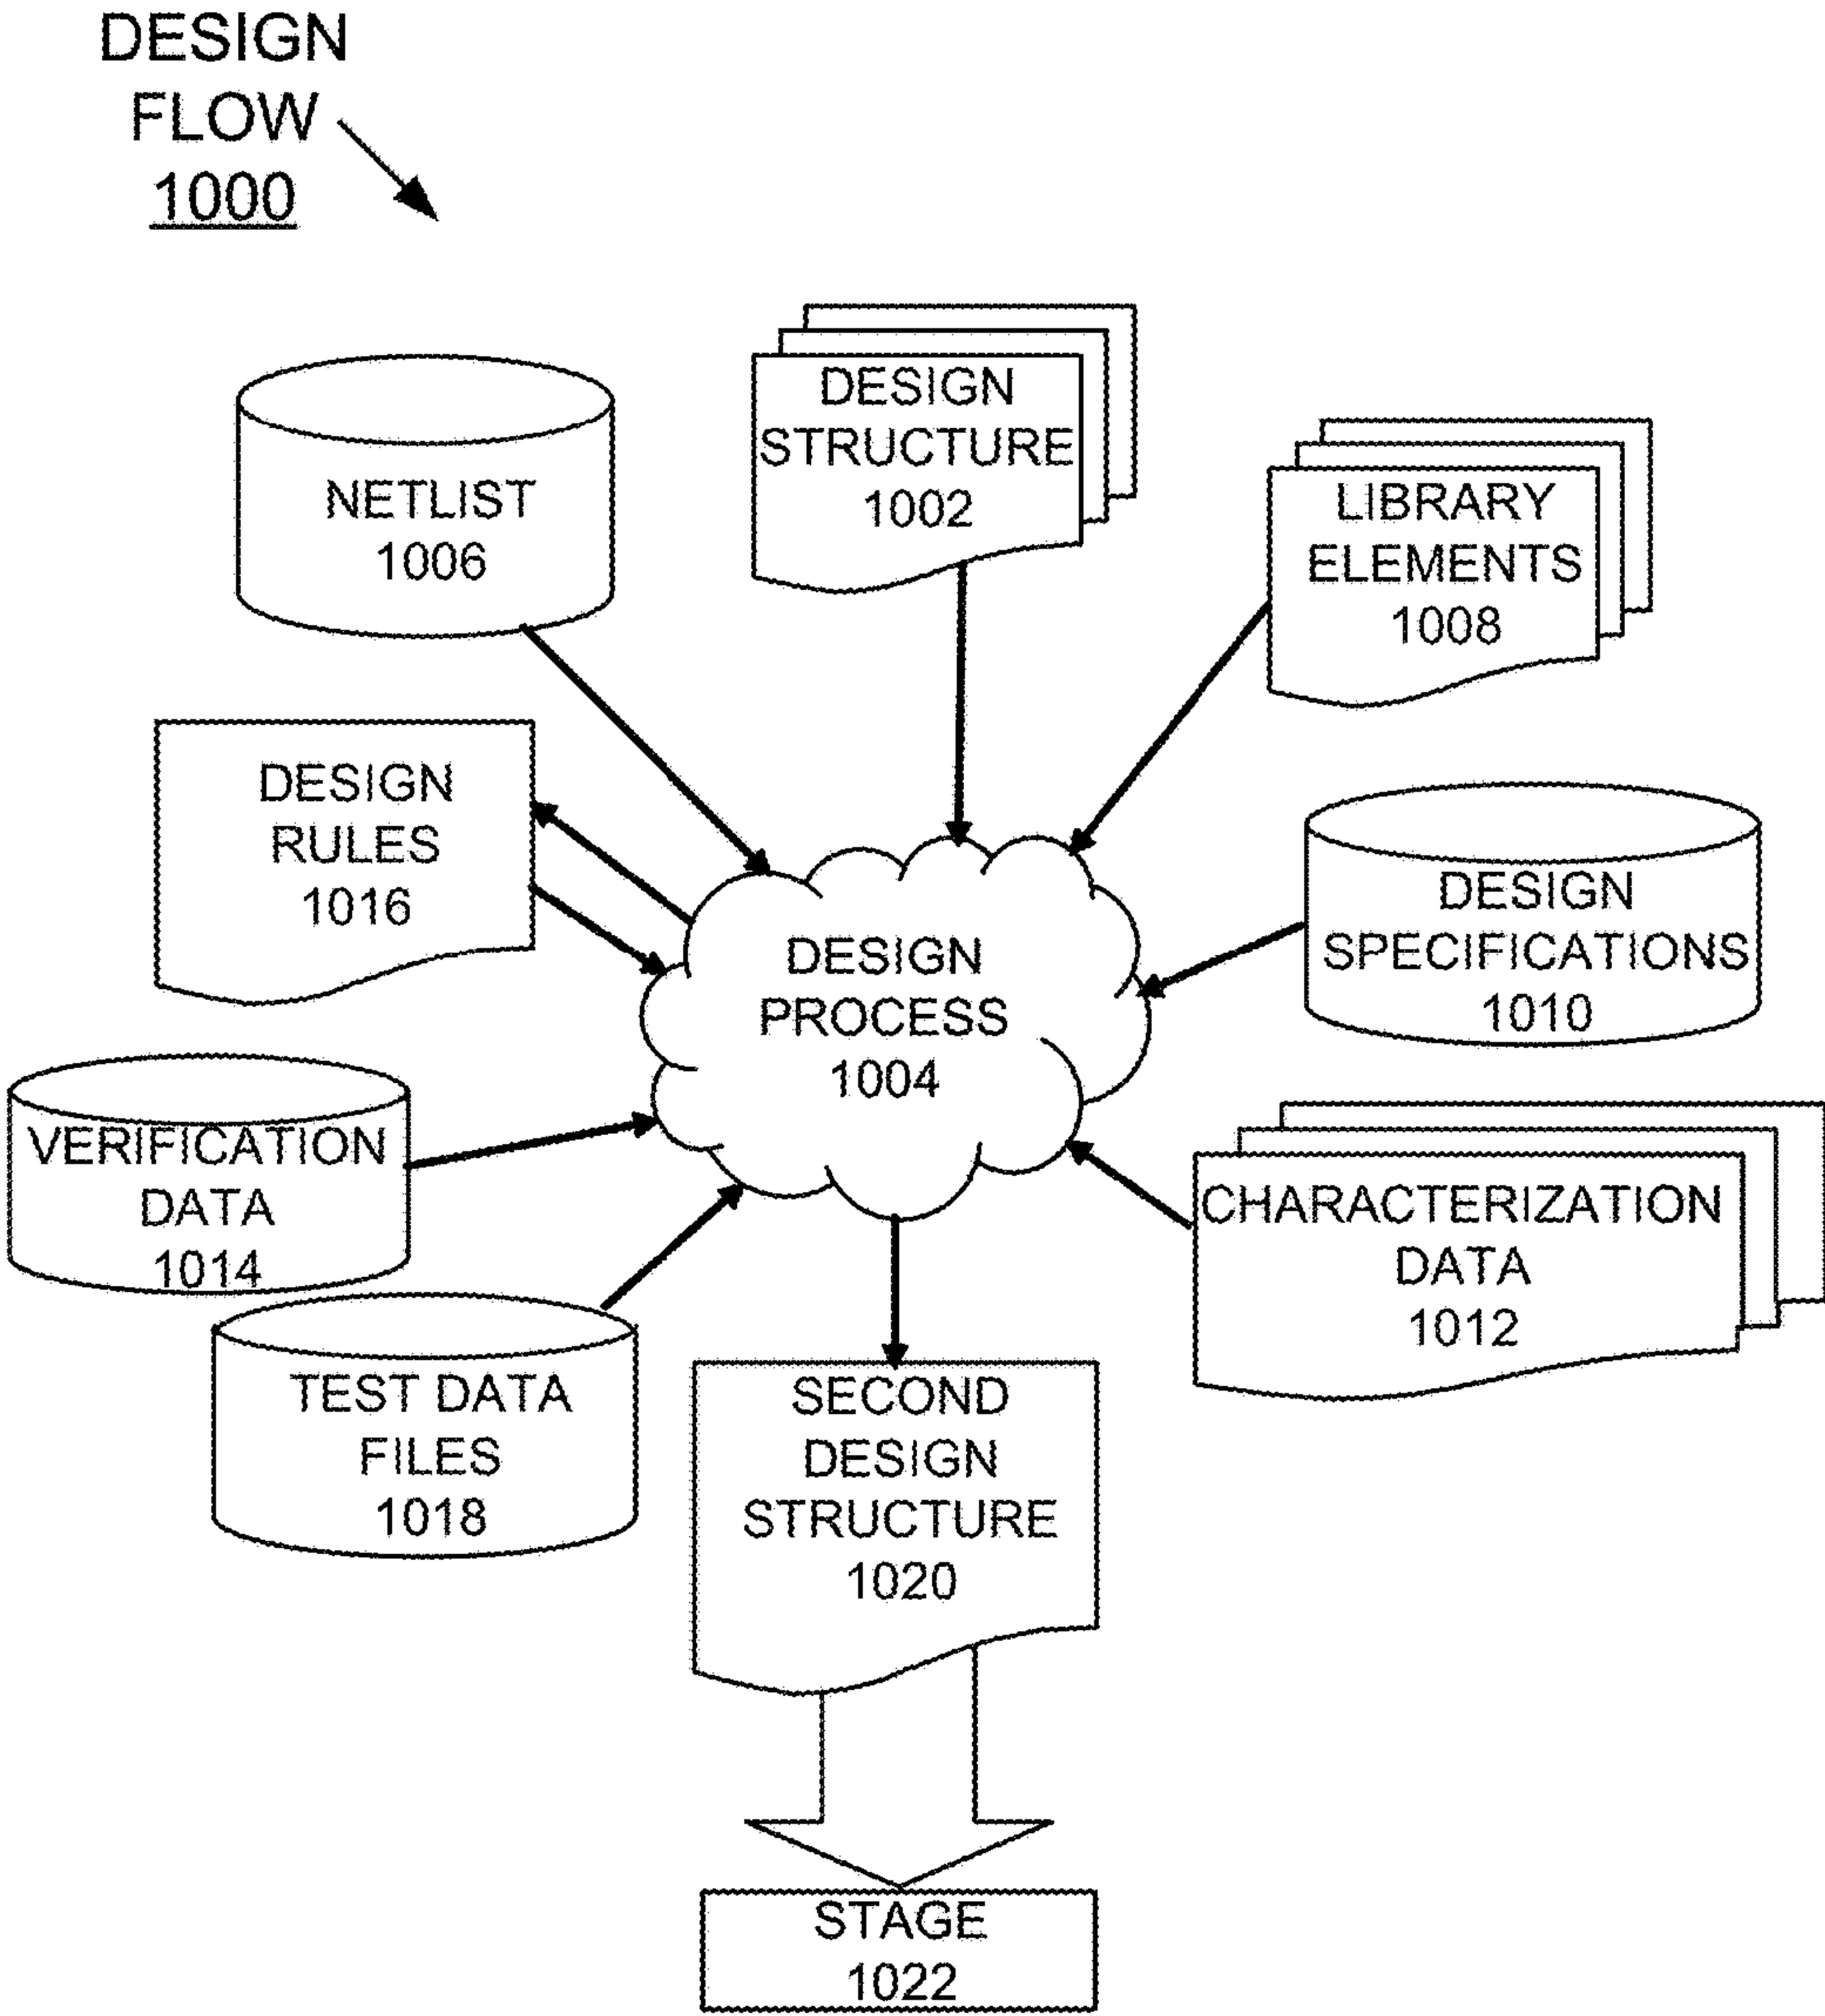 DESIGN
FLOW
1000
DESIGN
STRUCTURE
1002
NETLIST
1006
LIBRARY
ELEMENTS
1008
DESIGN
RULES
1016
DESIGN
PROCESS
1004
DESIGN
SPECIFICATIONS
1010
VERIFICATION
DATA
1014
CHARACTERIZATION
DATA
1012
TEST DATA
FILES
1018
SECOND
DESIGN
STRUCTURE
1020
STAGE
1022